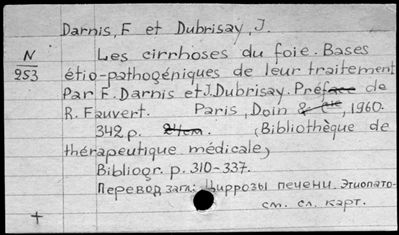 Darnis, F et Dubrisay, J.
N
253
Les cirrhoses du foie. Bases
étio-pathogéniques de leur traitement
Par F. Darnis et J. Dubrisay. Préface de
R. Fauvert. Paris, Doin & Cie, 1960.
342 p. 24cm. (Bibliothèque de
thérapeutique médicale)
Bibliogr. p. 310-337.
Перевод загл: Циррозы печени. Этиопато-
см. сл. карт.
+